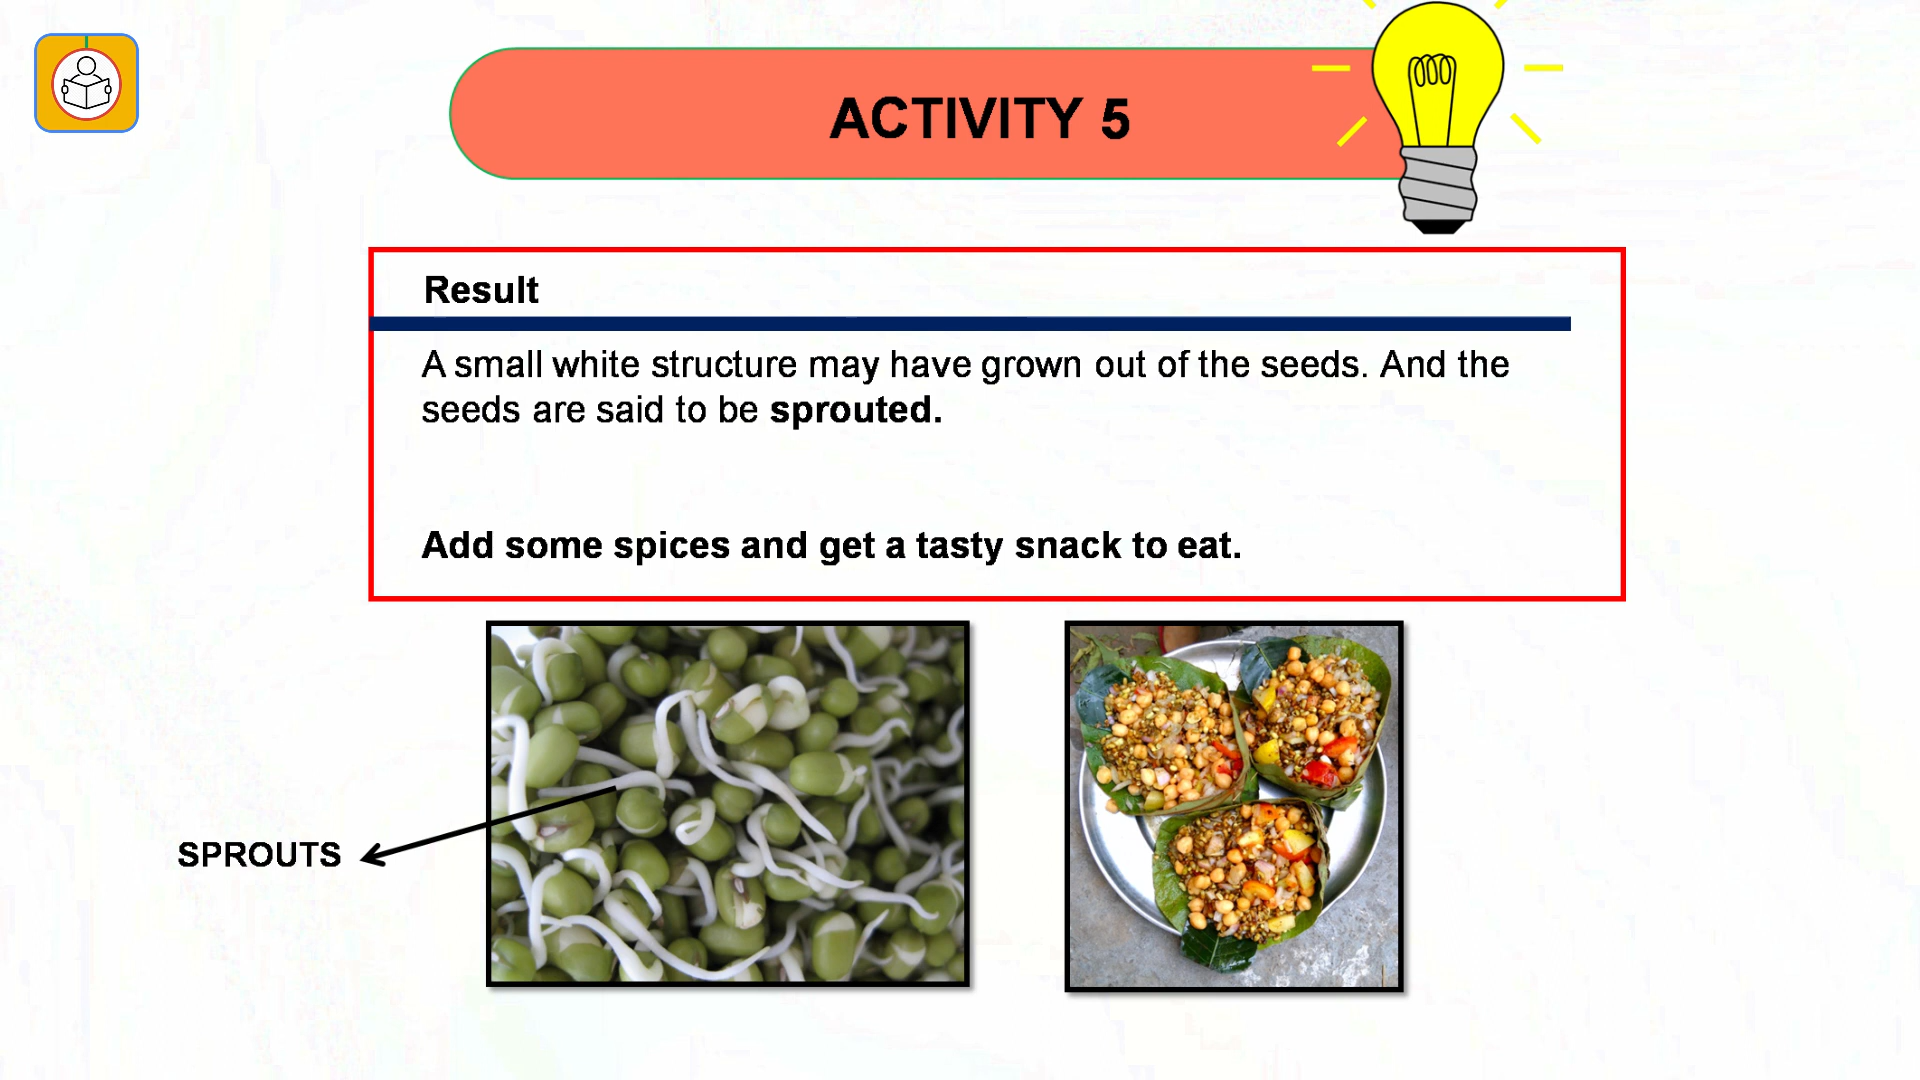 ACTIVITY 5
Result
A small white structure may have grown out of the seeds. And the
seeds are said to be sprouted.
Add some spices and get a tasty snack to eat.
SPROUTS